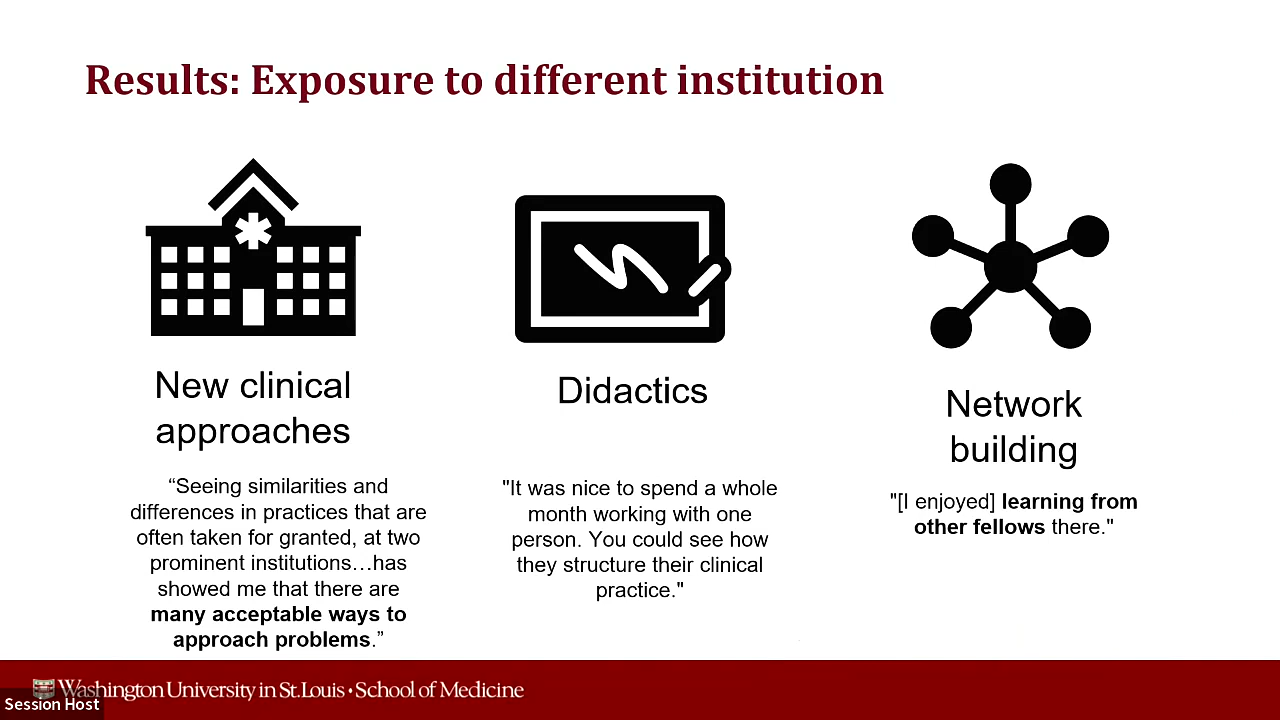 Results: Exposure to different institution
New clinical
approaches
“Seeing similarities and
differences in practices that are
often taken for granted, at two
prominent institutions…has
showed me that there are
many acceptable ways to
approach problems.”
Didactics
"It was nice to spend a whole
month working with one
person. You could see how
they structure their clinical
practice."
Network
building
"[I enjoyed] learning from
other fellows there."
Washington University in St. Louis • School of Medicine
Session Host